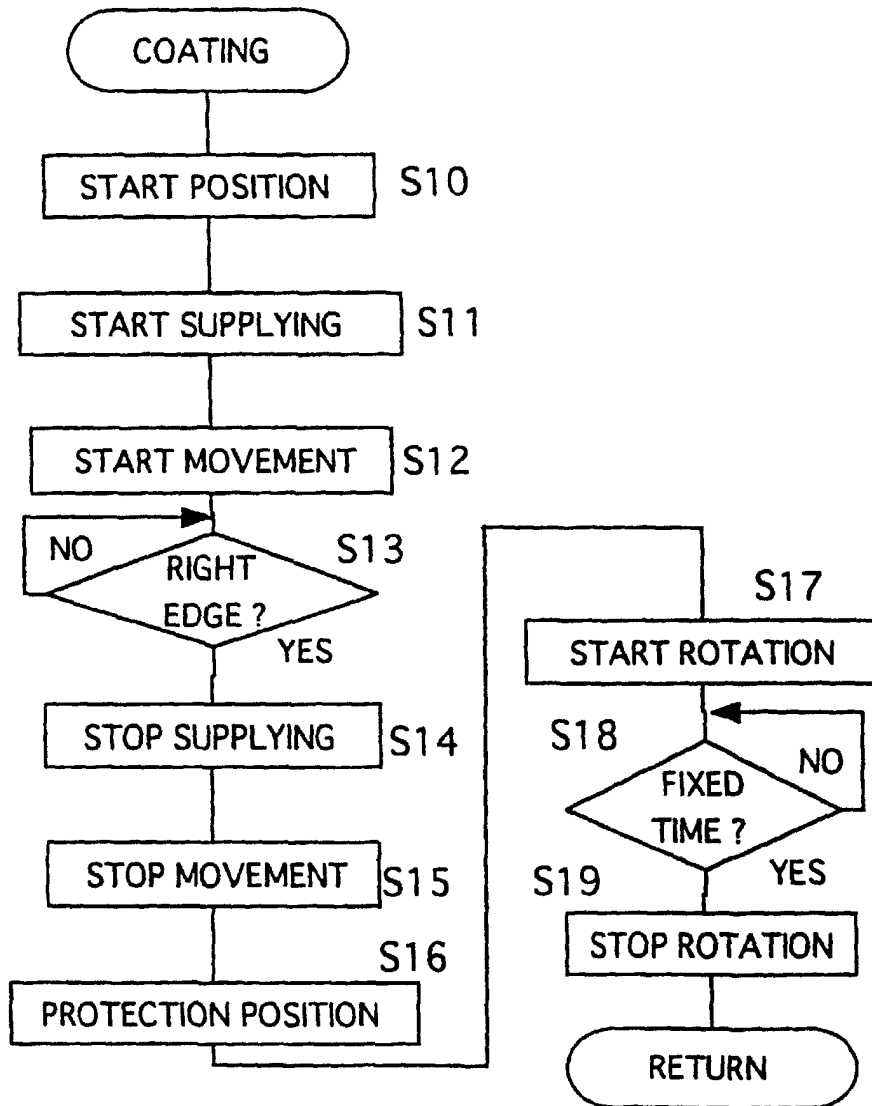 COATING
START POSITION S10
START SUPPLYING S11
START MOVEMENT S12
NO S13
RIGHT
EDGE ?
YES
STOP SUPPLYING S14
STOP MOVEMENT S15
S16
PROTECTION POSITION
S17
START ROTATION
S18
NO
FIXED
TIME ?
YES
S19
STOP ROTATION
RETURN